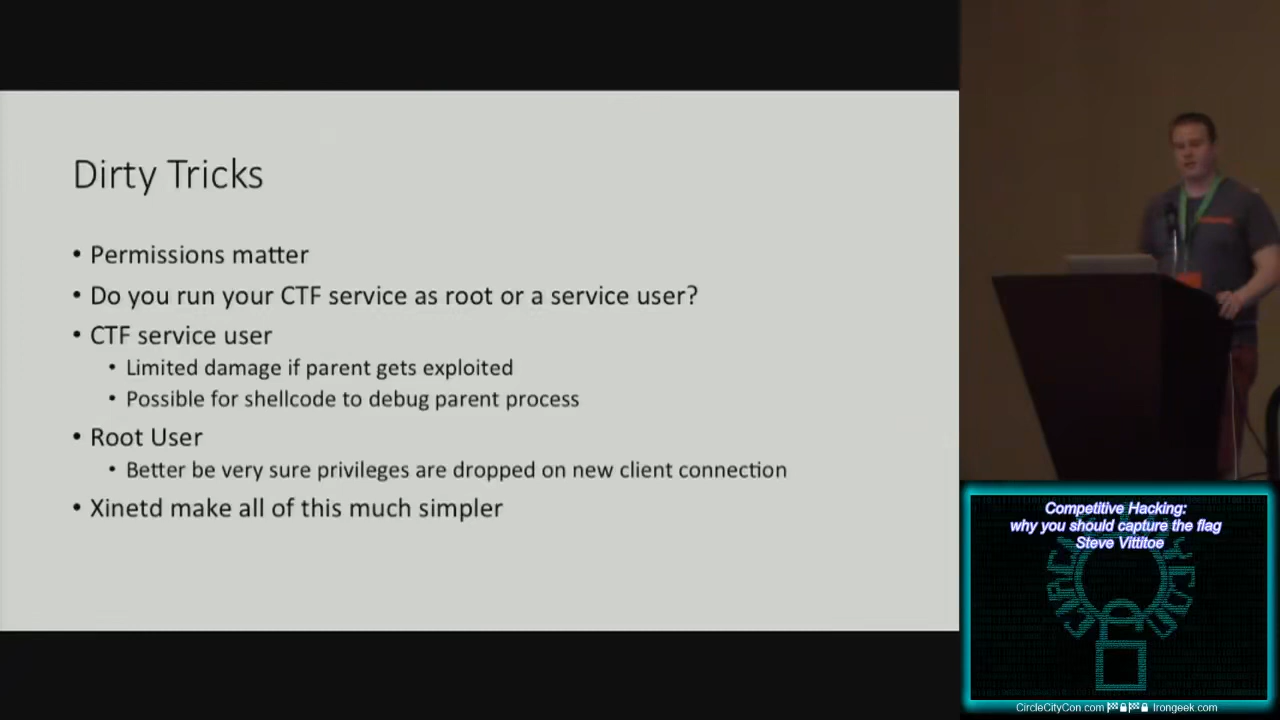 Dirty Tricks
• Permissions matter
• Do you run your CTF service as root or a service user?
• CTF service user
• Limited damage if parent gets exploited
• Possible for shellcode to debug parent process
• Root User
• Better be very sure privileges are dropped on new client connection
• Xinetd make all of this much simpler
Competitive Hacking:
why you should capture the flag
Steve Vittitoe
CircleCityCon.com Irongeek.com